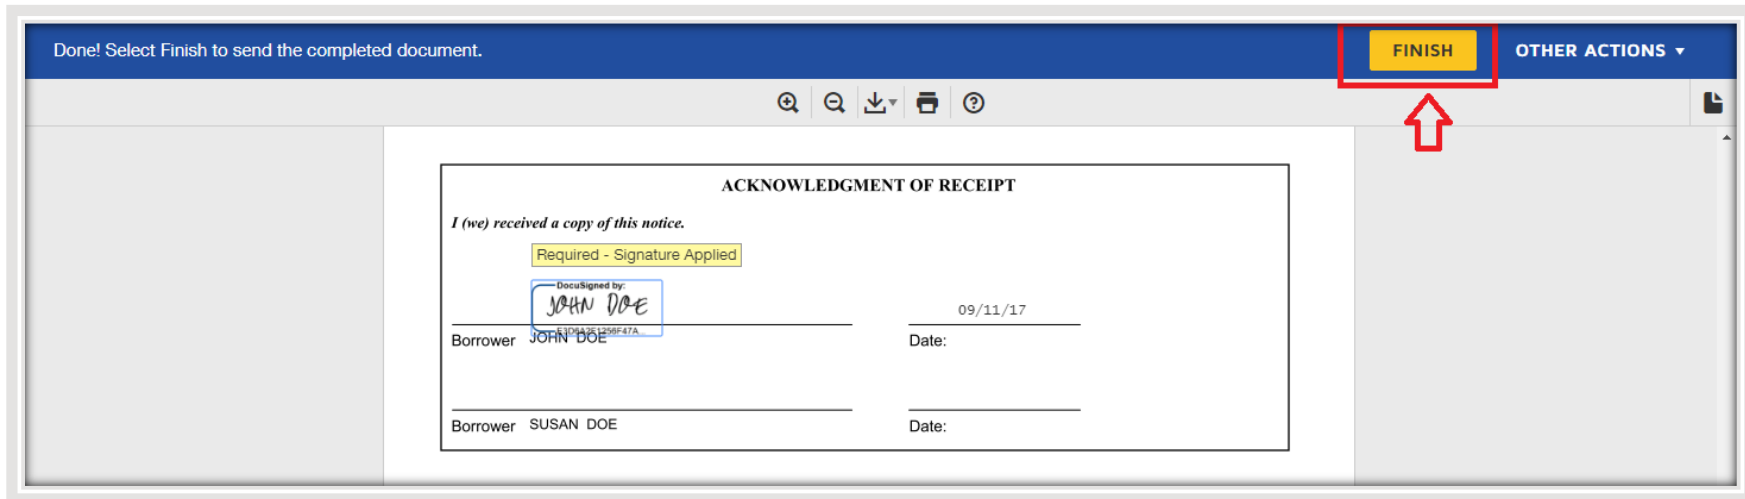 Done! Select Finish to send the completed document.
FINISH
OTHER ACTIONS
ACKNOWLEDGMENT OF RECEIPT
I (we) received a copy of this notice.
Required - Signature Applied
DocuSigned by:
JOHN DOE
09/11/17
E3D6A2E1256F47A...
Borrower JOHN DOE Date:
Borrower SUSAN DOE Date: